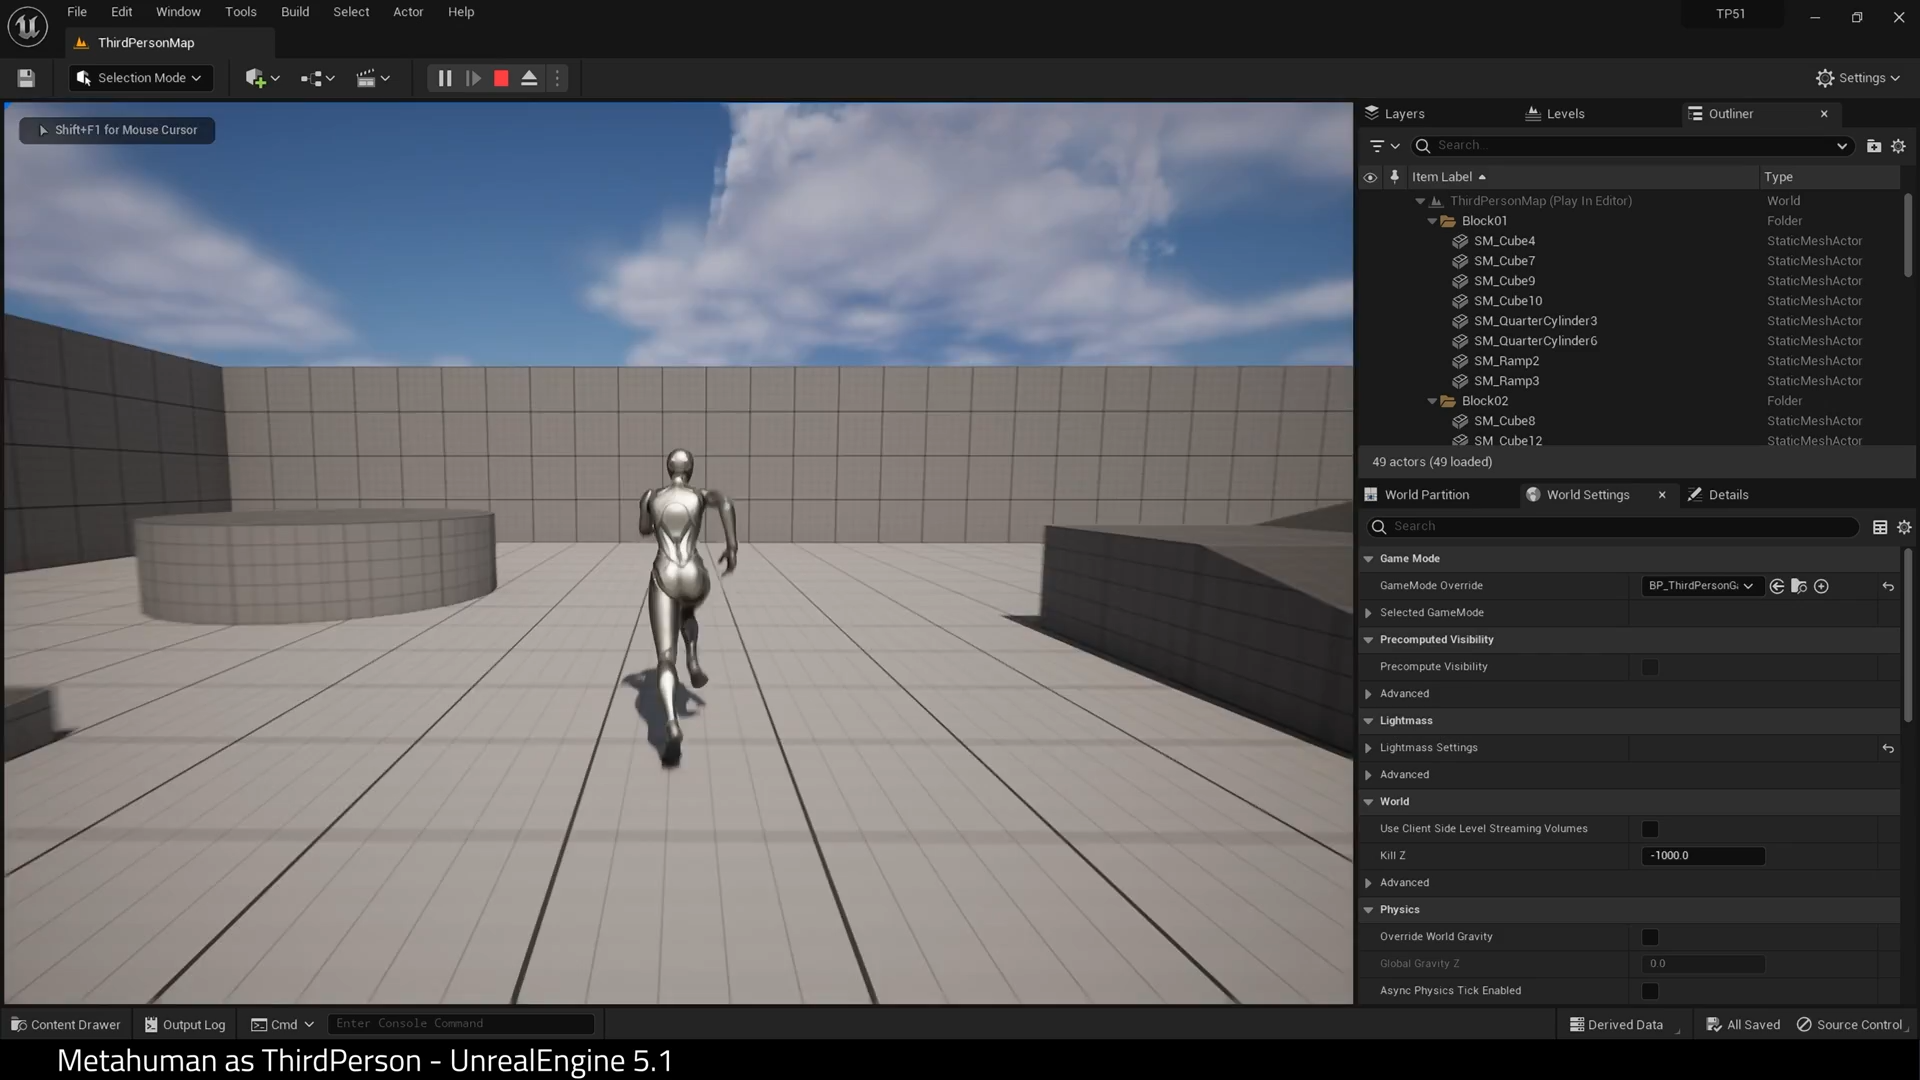 File Edit Window Tools Build Select Actor Help
TP51
ThirdPersonMap
Selection Mode
Settings
Shift+F1 for Mouse Cursor
Layers
Levels
Outliner
Search...
Item Label
Type
ThirdPersonMap (Play In Editor) World
Block01 Folder
SM_Cube4 StaticMeshActor
SM_Cube7 StaticMeshActor
SM_Cube9 StaticMeshActor
SM_Cube10 StaticMeshActor
SM_QuarterCylinder3 StaticMeshActor
SM_QuarterCylinder6 StaticMeshActor
SM_Ramp2 StaticMeshActor
SM_Ramp3 StaticMeshActor
Block02 Folder
SM_Cube8 StaticMeshActor
SM_Cube12 StaticMeshActor
49 actors (49 loaded)
World Partition
World Settings
Details
Search
Game Mode
GameMode Override BP_ThirdPersonGa
Selected GameMode
Precomputed Visibility
Precompute Visibility
Advanced
Lightmass
Lightmass Settings
Advanced
World
Use Client Side Level Streaming Volumes
Kill Z -1000.0
Advanced
Physics
Override World Gravity
Global Gravity Z 0.0
Async Physics Tick Enabled
Content Drawer
Output Log
Cmd
Enter Console Command
Derived Data
All Saved
Source Control
Metahuman as ThirdPerson - UnrealEngine 5.1